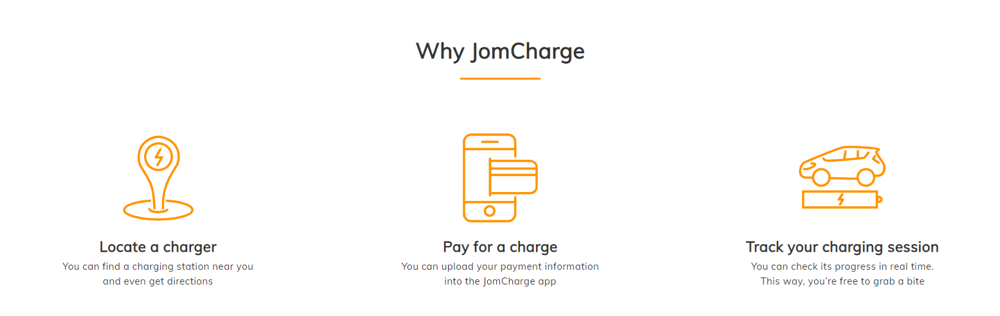 Why JomCharge
Locate a charger
You can find a charging station near you
and even get directions
Pay for a charge
You can upload your payment information
into the JomCharge app
Track your charging session
You can check its progress in real time.
This way, you're free to grab a bite